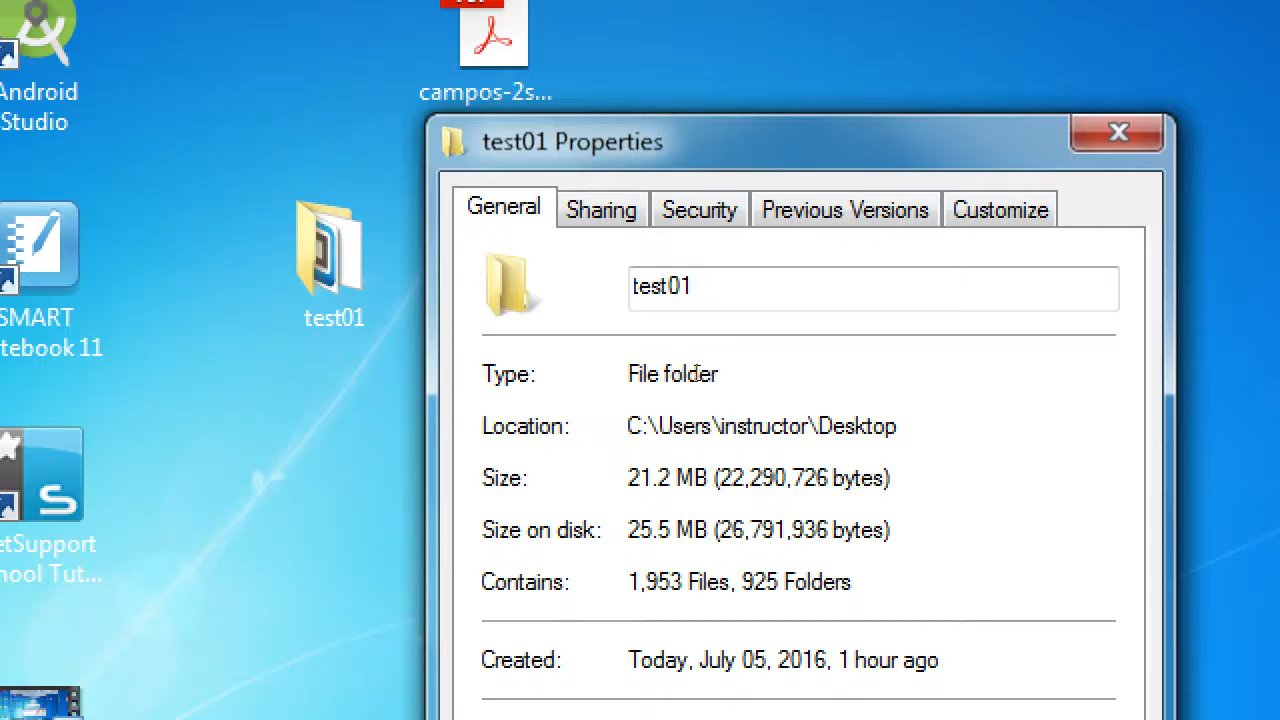 Android
Studio
campos-2s...
SMART
tebook 11
test01
etSupport
hool Tut...
test01 Properties
General
Sharing
Security
Previous Versions
Customize
test01
Type: File folder
Location: C:\Users\instructor\Desktop
Size: 21.2 MB (22,290,726 bytes)
Size on disk: 25.5 MB (26,791,936 bytes)
Contains: 1,953 Files, 925 Folders
Created: Today, July 05, 2016, 1 hour ago